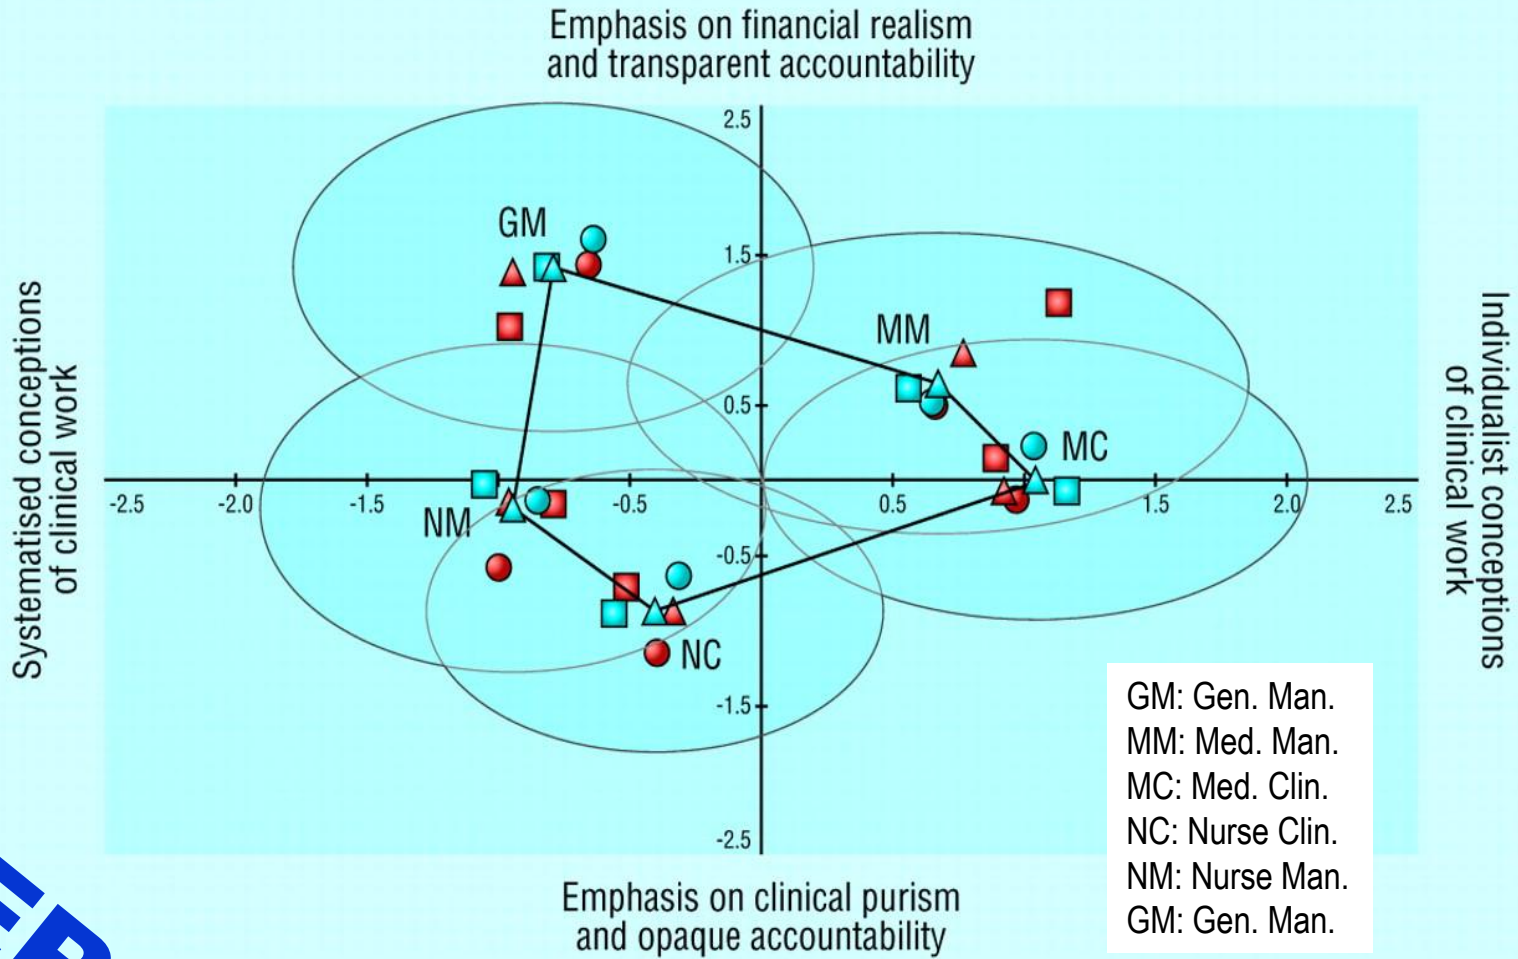 Emphasis on financial realism
and transparent accountability
2.5
GM
1.5
MM
0.5
MC
Systematised conceptions
of clinical work
Individualist conceptions
of clinical work
-2.5
-2.0
-1.5
-0.5
0.5
1.5
2.0
2.5
NM
-0.5
NC
-1.5
-2.5
GM: Gen. Man.
MM: Med. Man.
MC: Med. Clin.
NC: Nurse Clin.
NM: Nurse Man.
GM: Gen. Man.
Emphasis on clinical purism
and opaque accountability